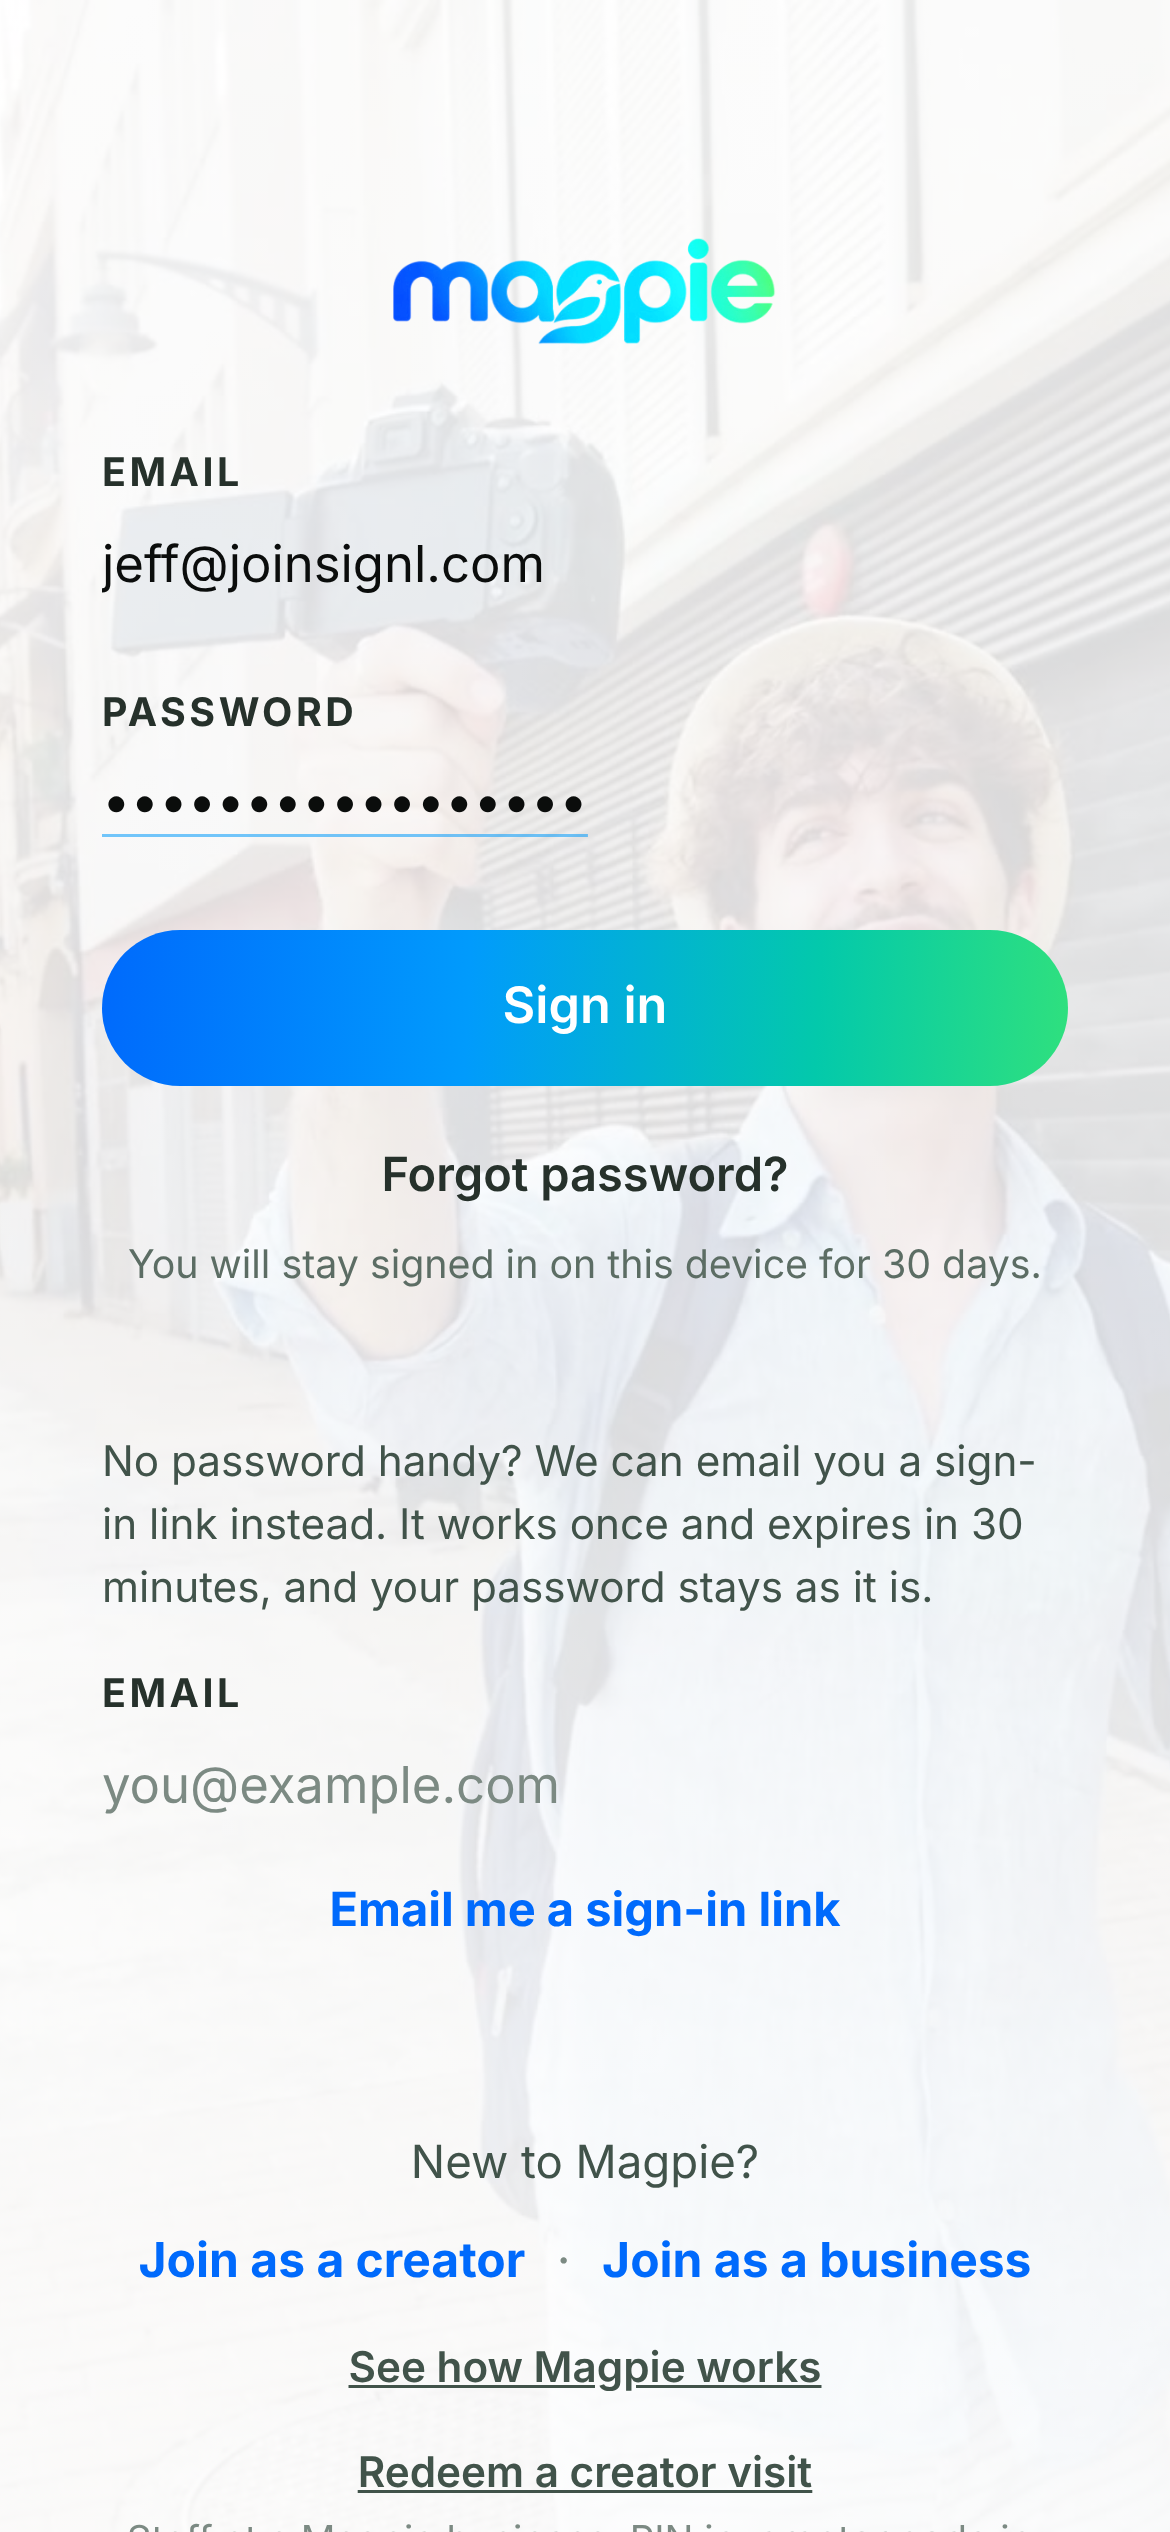 magpie
EMAIL
jeff@joinsignl.com
PASSWORD
•••••••••••••••••
Sign in
Forgot password?
You will stay signed in on this device for 30 days.
No password handy? We can email you a sign-
in link instead. It works once and expires in 30
minutes, and your password stays as it is.
EMAIL
you@example.com
Email me a sign-in link
New to Magpie?
Join as a creator · Join as a business
See how Magpie works
Redeem a creator visit